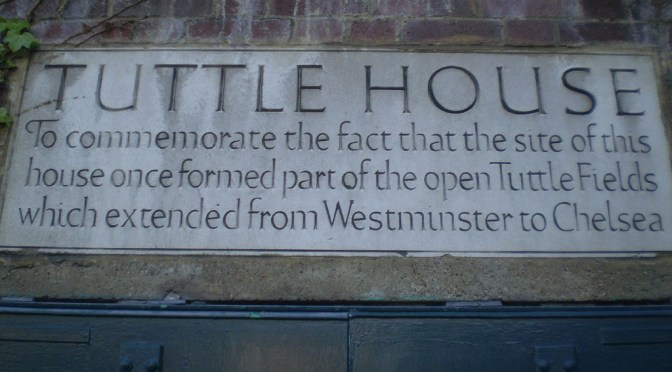 TUTTLE HOUSE
To commemorate the fact that the site of this
house once formed part of the open Tuttle Fields
which extended from Westminster to Chelsea